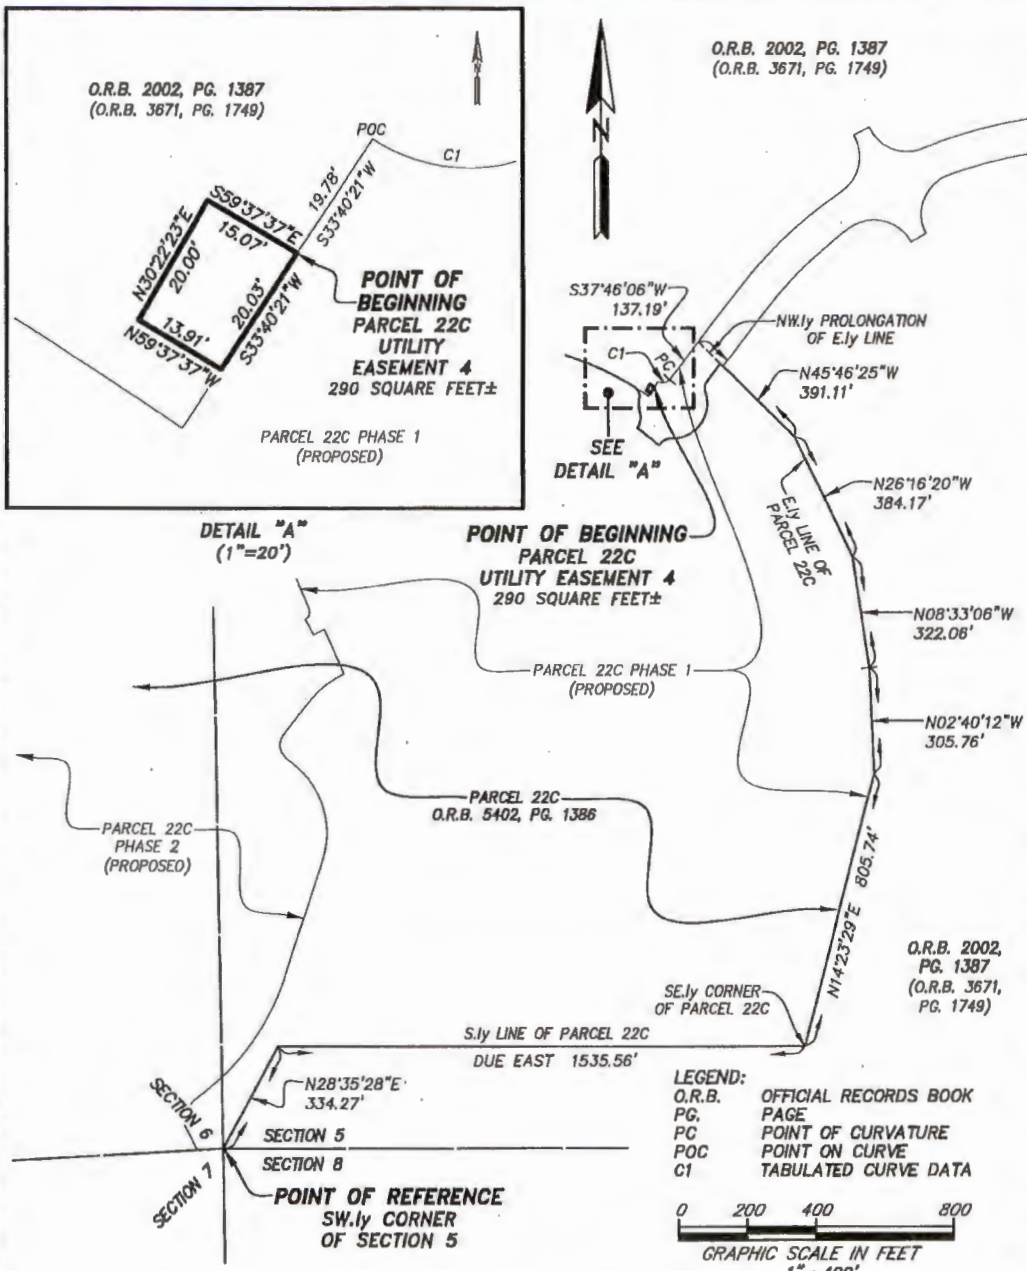 O.R.B. 2002, PG. 1387
(O.R.B. 3671, PG. 1749)
N
POC
C1
19.78'
S33°40'21"W
S59°37'37"E
15.07'
N30°22'23"E
20.00'
20.03'
S33°40'21"W
13.91'
N59°37'37"W
POINT OF
BEGINNING
PARCEL 22C
UTILITY
EASEMENT 4
290 SQUARE FEET±
PARCEL 22C PHASE 1
(PROPOSED)
DETAIL "A"
(1"=20')
N
O.R.B. 2002, PG. 1387
(O.R.B. 3671, PG. 1749)
S37°46'06"W
137.19'
NW.ly PROLONGATION
OF E.ly LINE
C1
PC
N45°46'25"W
391.11'
SEE
DETAIL "A"
N26°16'20"W
384.17'
E.ly LINE OF
PARCEL 22C
POINT OF BEGINNING
PARCEL 22C
UTILITY EASEMENT 4
290 SQUARE FEET±
N08°33'06"W
322.06'
PARCEL 22C PHASE 1
(PROPOSED)
N02°40'12"W
305.76'
PARCEL 22C
O.R.B. 5402, PG. 1386
PARCEL 22C
PHASE 2
(PROPOSED)
N14°23'29"E 805.74'
O.R.B. 2002,
PG. 1387
(O.R.B. 3671,
PG. 1749)
SE.ly CORNER
OF PARCEL 22C
S.ly LINE OF PARCEL 22C
DUE EAST 1535.56'
N28°35'28"E
334.27'
SECTION 6
SECTION 5
SECTION 7
SECTION 8
POINT OF REFERENCE
SW.ly CORNER
OF SECTION 5
LEGEND:
O.R.B. OFFICIAL RECORDS BOOK
PG. PAGE
PC POINT OF CURVATURE
POC POINT ON CURVE
C1 TABULATED CURVE DATA
0 200 400 800
GRAPHIC SCALE IN FEET